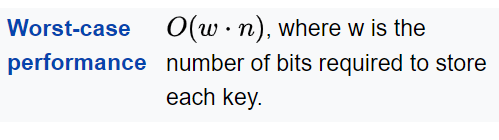 Worst-case O(w · n), where w is the
performance number of bits required to store
each key.